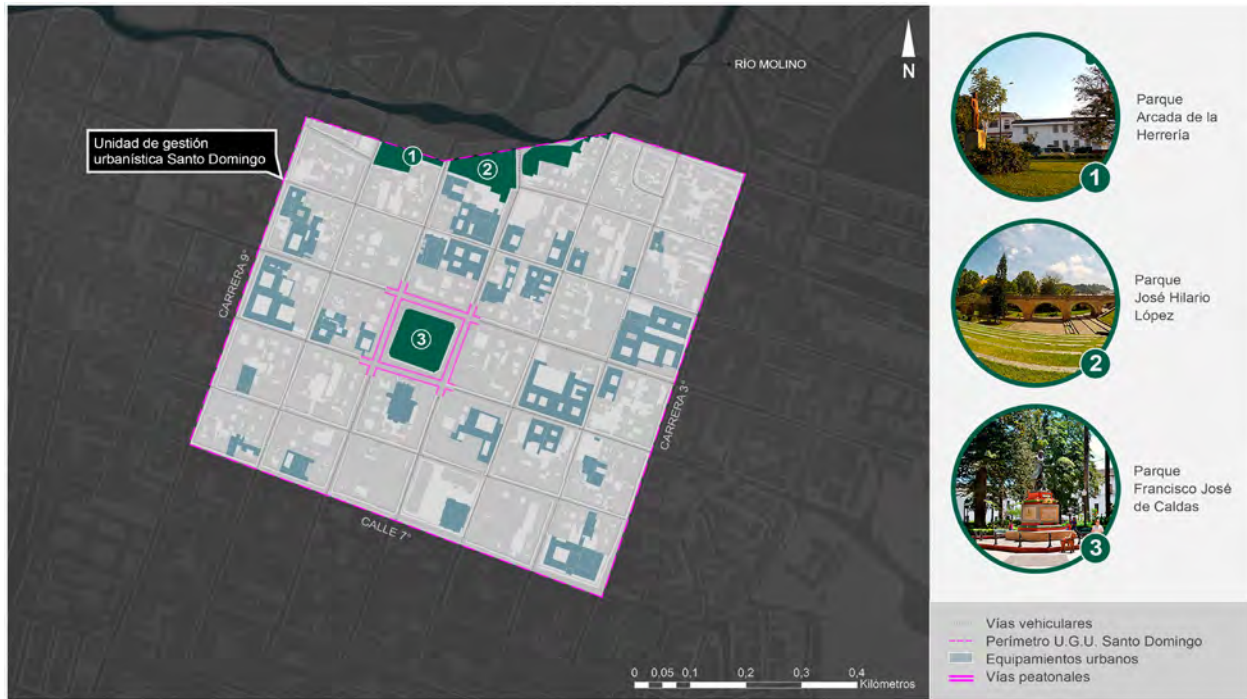 RÍO MOLINO
N
Unidad de gestión
urbanística Santo Domingo
1
2
3
CARRERA 9°
CARRERA 3°
CALLE 7°
0 0,05 0,1 0,2 0,3 0,4
Kilómetros
Parque
Arcada de la
Herrería
1
Parque
José Hilario
López
2
Parque
Francisco José
de Caldas
3
Vías vehiculares
Perímetro U.G.U. Santo Domingo
Equipamientos urbanos
Vías peatonales